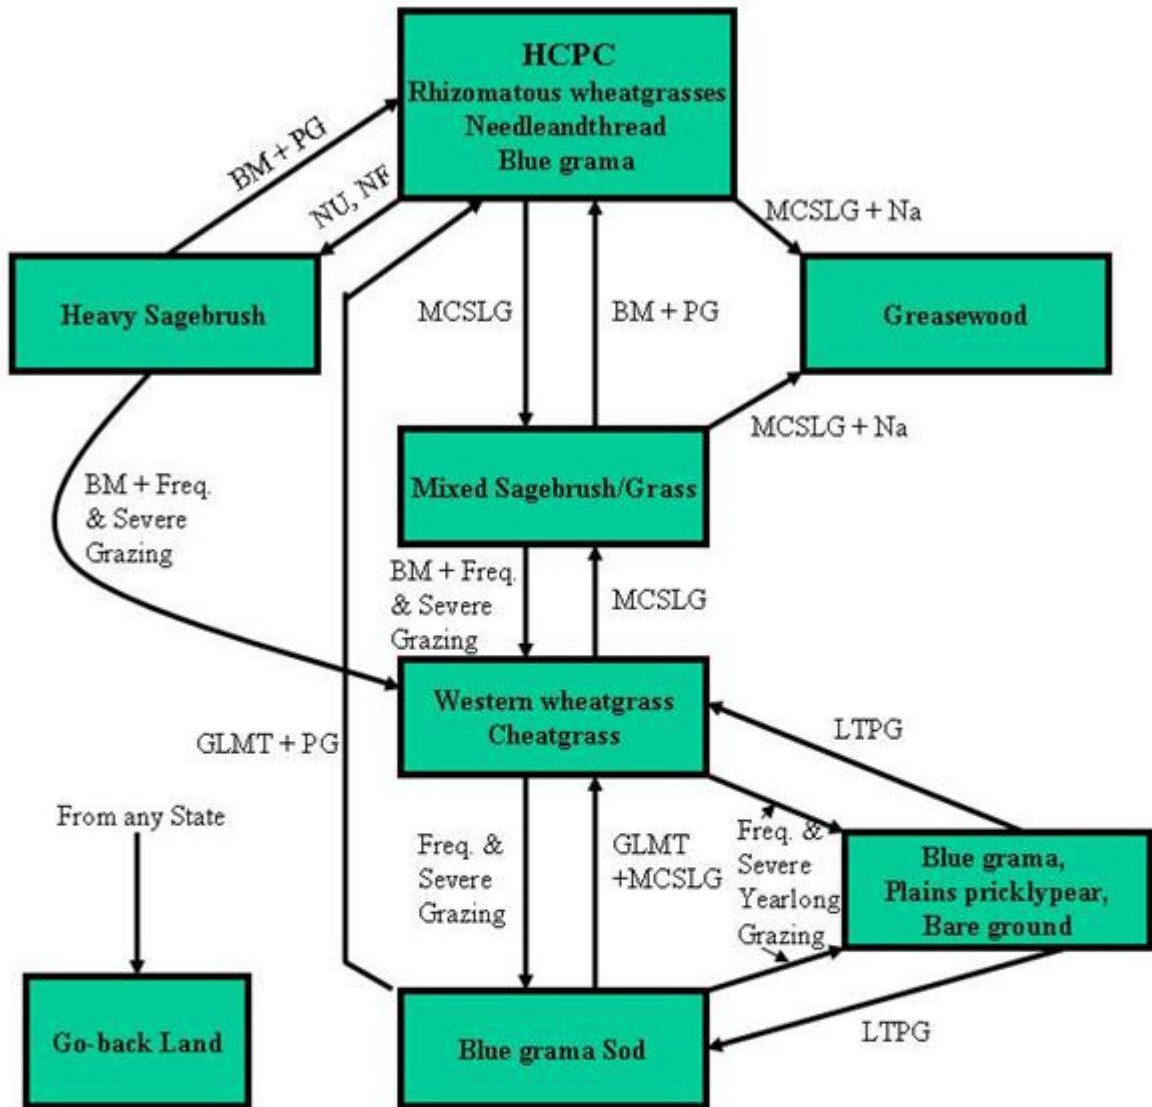 HCPC
Rhizomatous wheatgrasses
Needleandthread
Blue grama
BM + PG
NU, NF
MCSLG + Na
Heavy Sagebrush
MCSLG
BM + PG
Greasewood
MCSLG + Na
Mixed Sagebrush/Grass
BM + Freq.
& Severe
Grazing
BM + Freq.
& Severe
Grazing
MCSLG
Western wheatgrass
Cheatgrass
LTPG
GLMT + PG
From any State
Freq. &
Severe
Grazing
GLMT
+MCSLG
Freq. &
Severe
Yearlong
Grazing
Blue grama,
Plains pricklypear,
Bare ground
Go-back Land
Blue grama Sod
LTPG